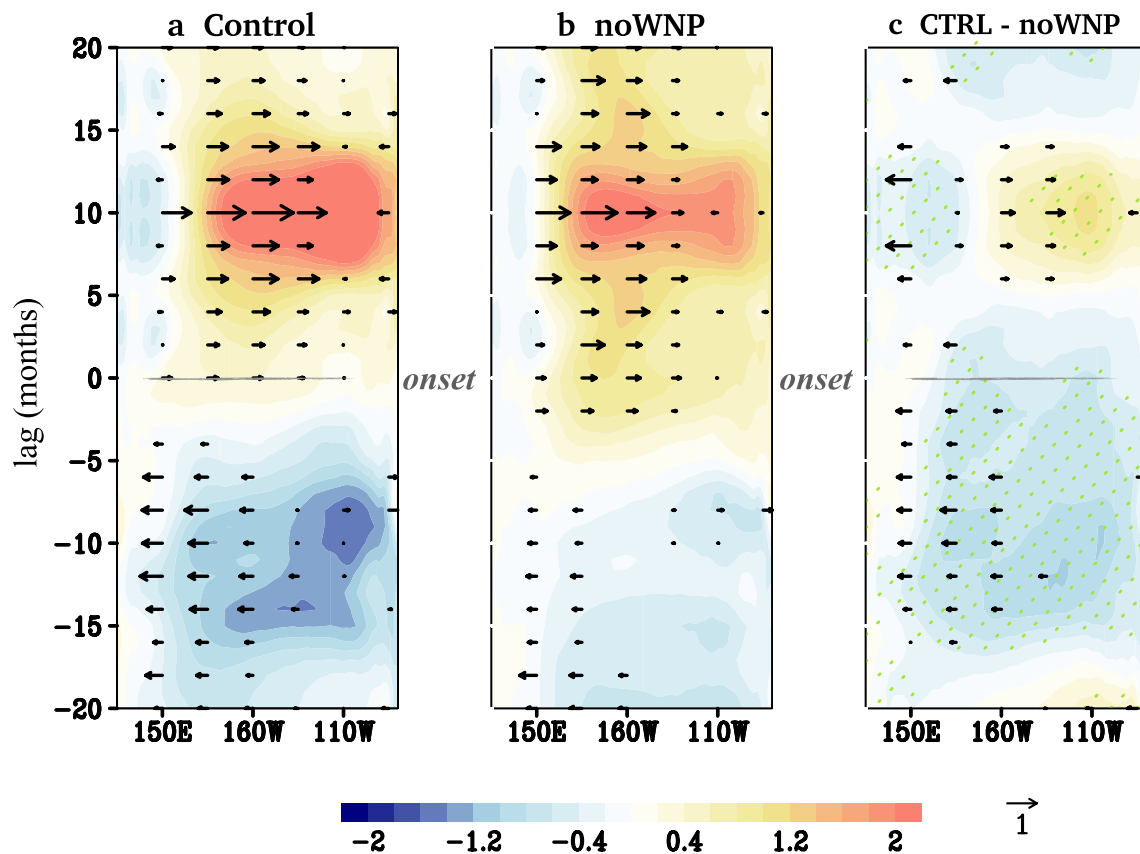 a Control
b noWNP
c CTRL - noWNP
20
15
10
5
0
−5
−10
−15
−20
lag (months)
onset
onset
150E 160W 110W
150E 160W 110W
150E 160W 110W
−2 −1.2 −0.4 0.4 1.2 2
1